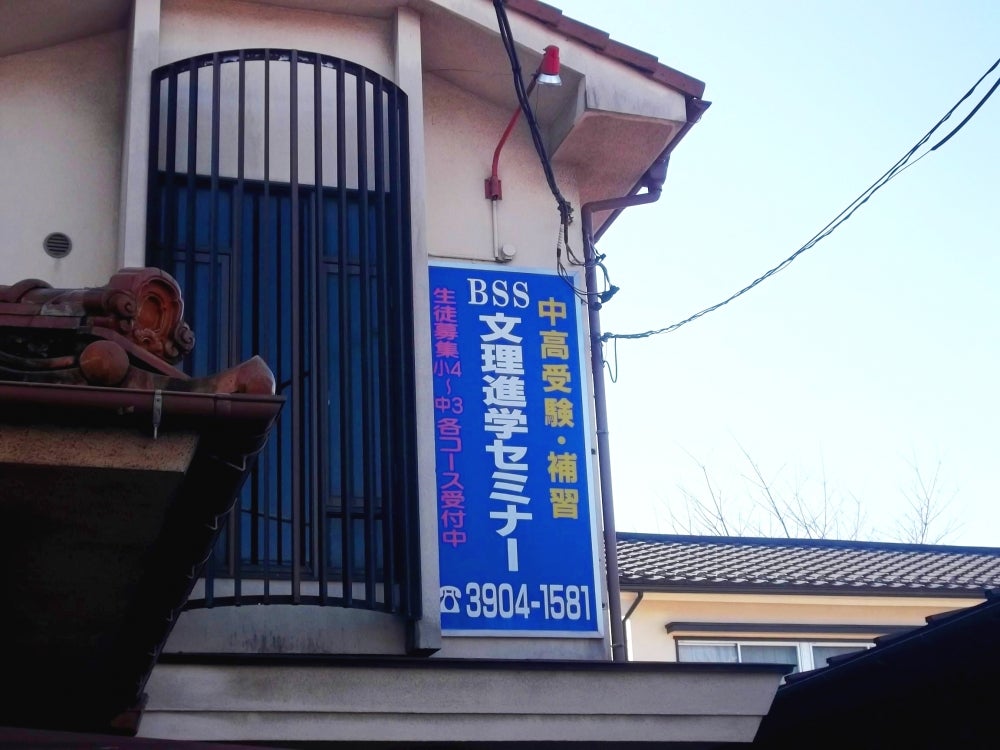 中高受験・補習
BSS
文理進学セミナー
生徒募集小4~中3各コース受付中
☎3904-1581